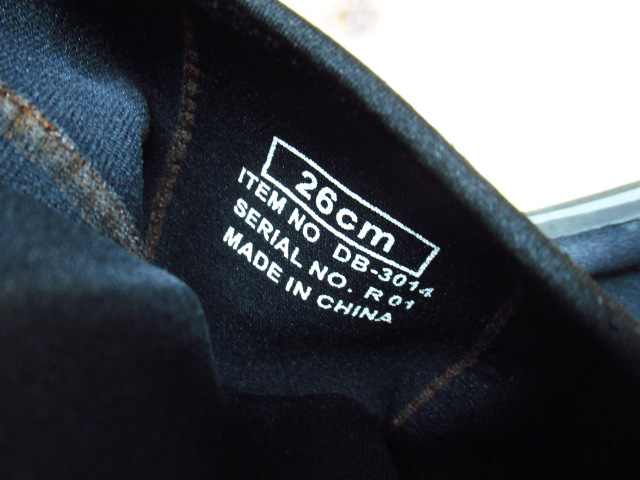 26cm
ITEM NO DB-3014
SERIAL NO. R 01
MADE IN CHINA